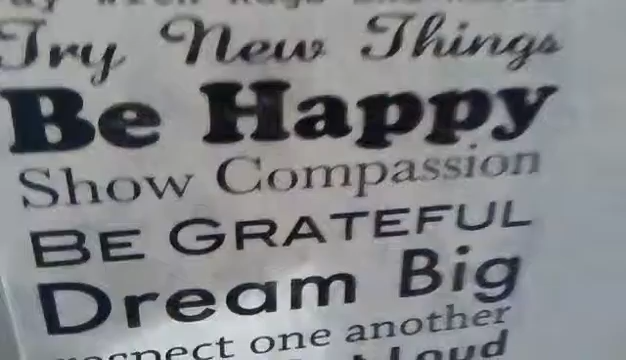 Try New Things
Be Happy
Show Compassion
BE GRATEFUL
Dream Big
respect one another